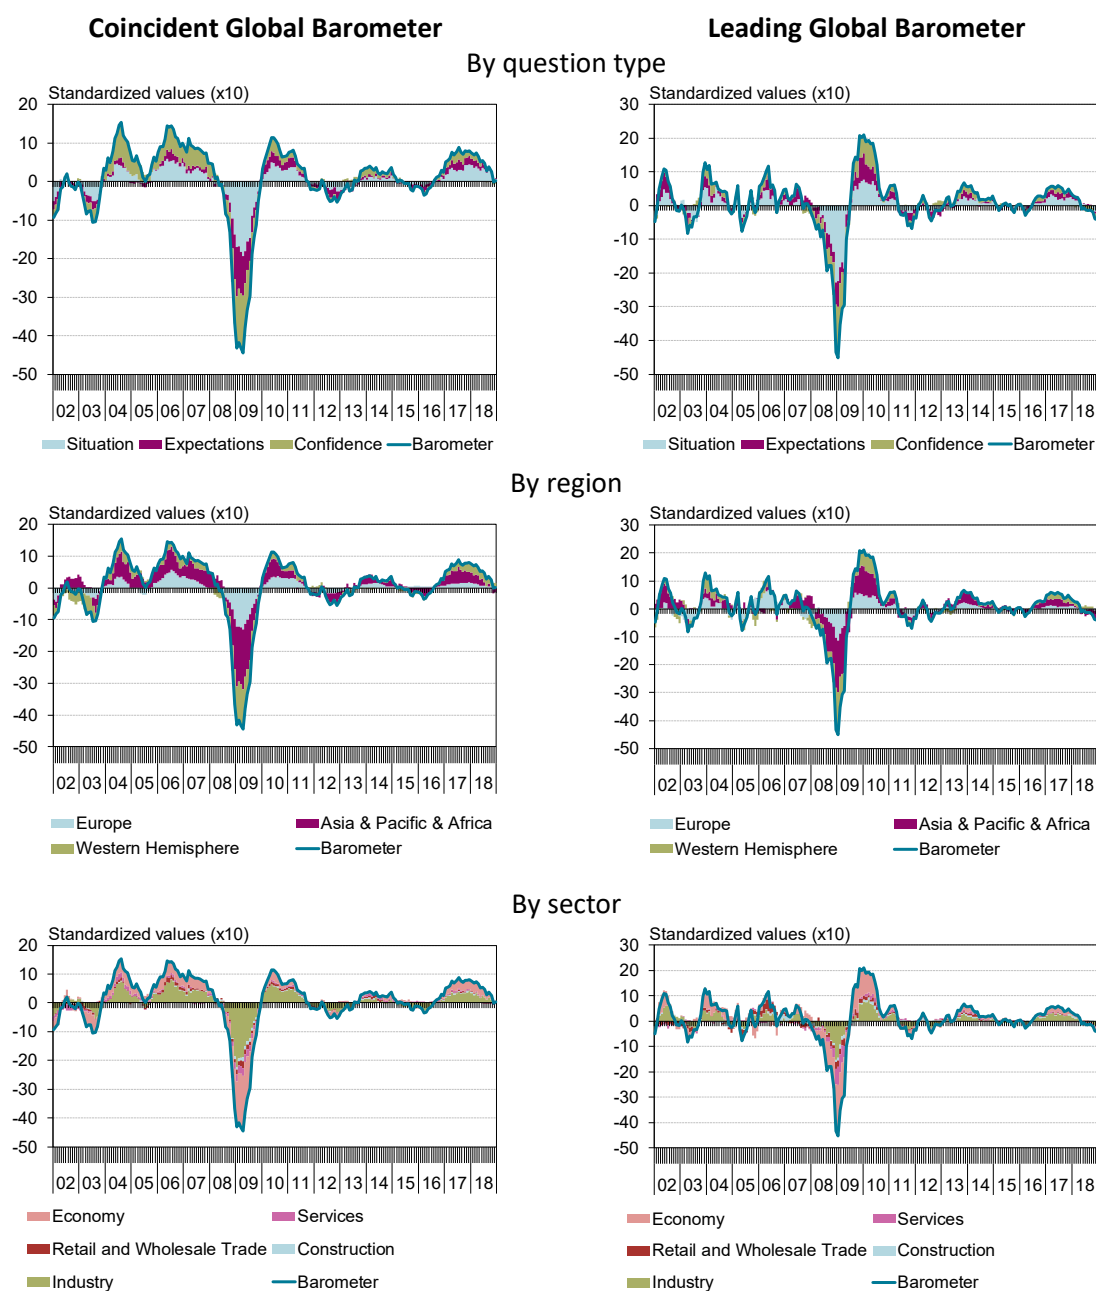 Coincident Global Barometer
Leading Global Barometer
By question type
Standardized values (x10)
20
10
0
-10
-20
-30
-40
-50
02 03 04 05 06 07 08 09 10 11 12 13 14 15 16 17 18
Situation Expectations Confidence Barometer
Standardized values (x10)
30
20
10
0
-10
-20
-30
-40
-50
02 03 04 05 06 07 08 09 10 11 12 13 14 15 16 17 18
Situation Expectations Confidence Barometer
By region
Standardized values (x10)
20
10
0
-10
-20
-30
-40
-50
02 03 04 05 06 07 08 09 10 11 12 13 14 15 16 17 18
Europe Asia & Pacific & Africa
Western Hemisphere Barometer
Standardized values (x10)
30
20
10
0
-10
-20
-30
-40
-50
02 03 04 05 06 07 08 09 10 11 12 13 14 15 16 17 18
Europe Asia & Pacific & Africa
Western Hemisphere Barometer
By sector
Standardized values (x10)
20
10
0
-10
-20
-30
-40
-50
02 03 04 05 06 07 08 09 10 11 12 13 14 15 16 17 18
Economy Services
Retail and Wholesale Trade Construction
Industry Barometer
Standardized values (x10)
30
20
10
0
-10
-20
-30
-40
-50
02 03 04 05 06 07 08 09 10 11 12 13 14 15 16 17 18
Economy Services
Retail and Wholesale Trade Construction
Industry Barometer